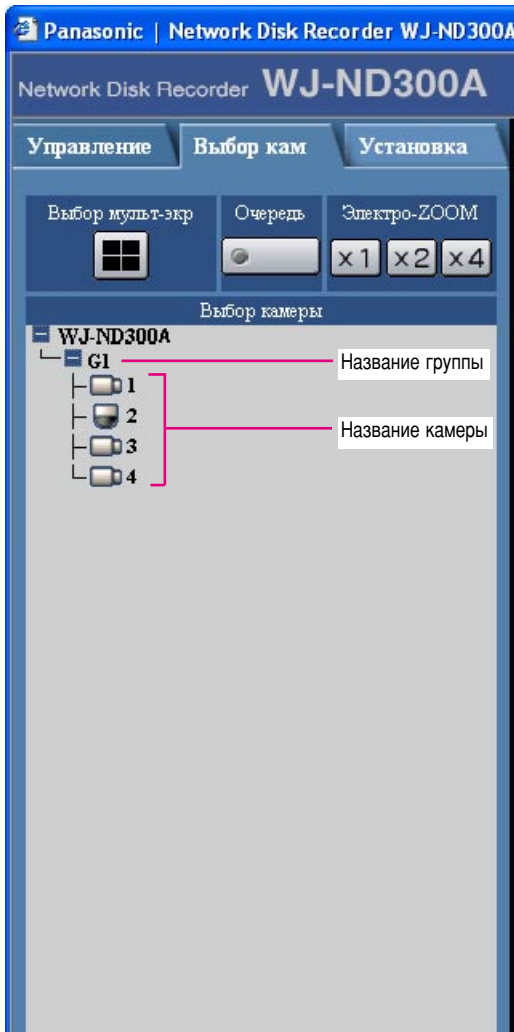 Panasonic | Network Disk Recorder WJ-ND300A
Network Disk Recorder WJ-ND300A
Управление Выбор кам Установка
Выбор мульт-экр Очередь Электро-ZOOM
x1 x2 x4
Выбор камеры
WJ-ND300A
G1 Название группы
1
2 Название камеры
3
4